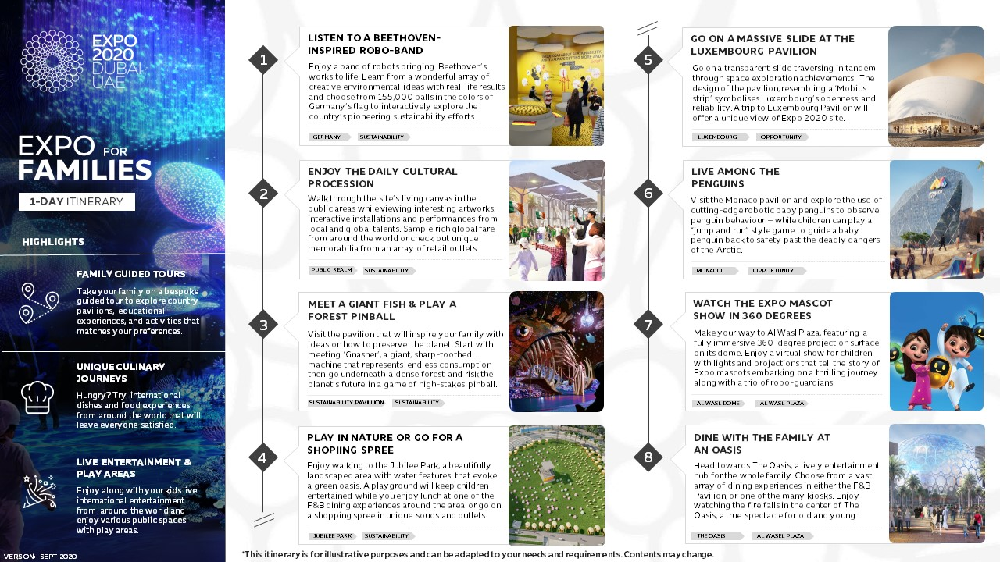 EXPO
2020
DUBAI
UAE
EXPO FOR
FAMILIES
1-DAY ITINERARY
HIGHLIGHTS
FAMILY GUIDED TOURS
Take your family on a bespoke
guided tour to explore country
pavilions, educational
experiences, and activities that
matches your preferences.
UNIQUE CULINARY
JOURNEYS
Hungry? Try international
dishes and food experiences
from around the world that will
leave everyone satisfied.
LIVE ENTERTAINMENT &
PLAY AREAS
Enjoy along with your kids live
international entertainment
from around the world and
enjoy various public spaces
with play areas.
VERSION: SEPT 2020
1
LISTEN TO A BEETHOVEN-
INSPIRED ROBO-BAND
Enjoy a band of robots bringing Beethoven's
works to life. Learn from a wonderful array of
creative environmental ideas with real-life results
and choose from 155,000 balls in the colors of
Germany's flag to interactively explore the
country's pioneering sustainability efforts.
GERMANY
SUSTAINABILITY
2
ENJOY THE DAILY CULTURAL
PROCESSION
Walk through the site's living canvas in the
public areas while viewing interesting artworks,
interactive installations and performances from
local and global talents. Sample rich global fare
from around the world or check out unique
memorabilia from an array of retail outlets.
PUBLIC REALM
SUSTAINABILITY
3
MEET A GIANT FISH & PLAY A
FOREST PINBALL
Visit the pavilion that will inspire your family with
ideas on how to preserve the planet. Start with
meeting 'Gnasher' a giant sharp-toothed
machine that represents endless consumption
then go underneath a dense forest and risk the
planet's future in a game of high-stakes pinball.
SUSTAINABILITY PAVILION
SUSTAINABILITY
4
PLAY IN NATURE OR GO FOR A
SHOPIING SPREE
Enjoy walking to the Jubilee Park, a beautifully
landscaped area with water features that evoke
a green oasis. A playground will keep children
entertained while you enjoy lunch at one of the
F&B dining experiences around the area or go on
a shopping spree in unique souqs and outlets.
JUBILEE PARK
SUSTAINABILITY
5
GO ON A MASSIVE SLIDE AT THE
LUXEMBOURG PAVILION
Go on a transparent slide traversing in tandem
through space exploration achievements. The
design of the pavilion, resembling a 'Mobius
strip' symbolises Luxembourg's openness and
reliability. A trip to Luxembourg Pavilion will
offer a unique view of Expo 2020 site.
LUXEMBOURG
OPPORTUNITY
6
LIVE AMONG THE
PENGUINS
Visit the Monaco pavilion and explore the use of
cutting-edge robotic baby penguins to observe
penguin behaviour – while children can play a
"jump and run" style game to guide a baby
penguin back to safety past the deadly dangers
of the Arctic.
MONACO
OPPORTUNITY
7
WATCH THE EXPO MASCOT
SHOW IN 360 DEGREES
Make your way to Al Wasl Plaza, featuring a
fully immersive 360-degree projection surface
on its dome. Enjoy a virtual show for children
with lights and projections that tell the story of
Expo mascots embarking on a thrilling journey
along with a trio of robo-guardians.
AL WASL DOME
AL WASL PLAZA
8
DINE WITH THE FAMILY AT
AN OASIS
Head towards The Oasis, a lively entertainment
hub for the whole family. Choose from a vast
array of dining experiences in either the F&B
Plaza or one of the many kiosks. Enjoy
watching the fire falls in the center of The
Oasis, a true spectacle for old and young.
THE OASIS
AL WASEL PLAZA
*This itinerary is for illustrative purposes and can be adapted to your needs and requirements. Contents may change.